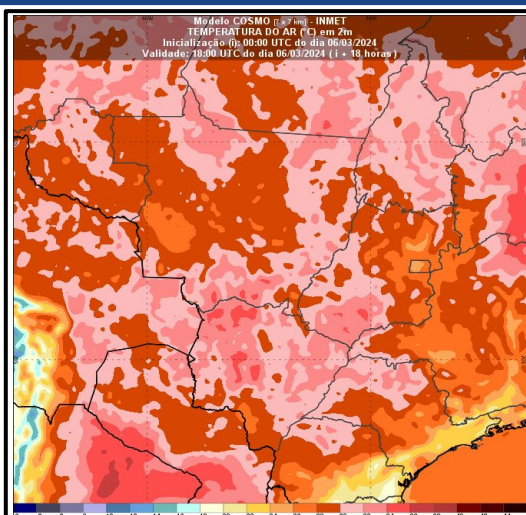 Modelo COSMO [7 x 7 km] - INMET
TEMPERATURA DO AR (°C) em 2m
Inicialização (i): 00:00 UTC do dia 06/03/2024
Validade: 18:00 UTC do dia 06/03/2024 ( i + 18 horas )